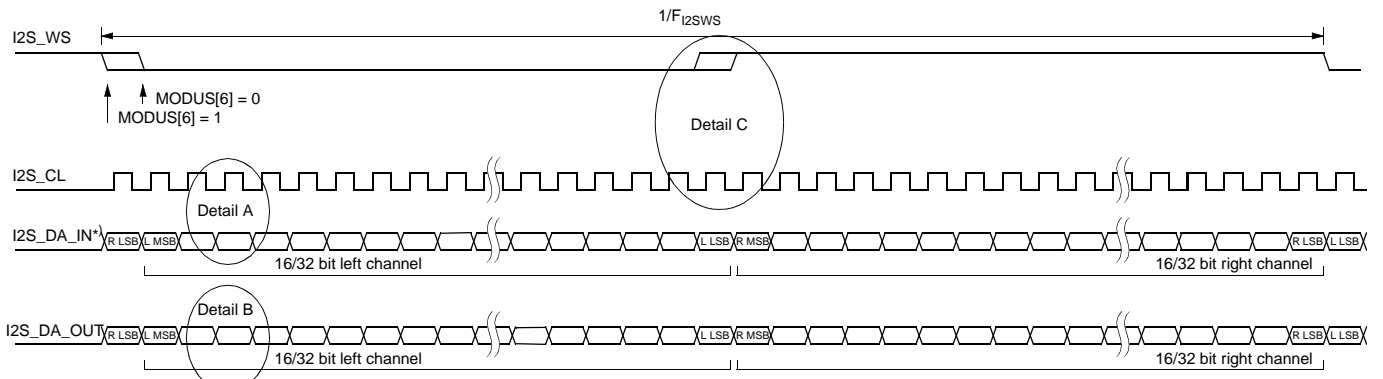 1/F_I2SWS
I2S_WS
MODUS[6] = 0
MODUS[6] = 1
Detail C
I2S_CL
Detail A
I2S_DA_IN*)
R LSB L MSB L LSB R MSB R LSB L LSB
16/32 bit left channel 16/32 bit right channel
Detail B
I2S_DA_OUT
R LSB L MSB L LSB R MSB R LSB L LSB
16/32 bit left channel 16/32 bit right channel